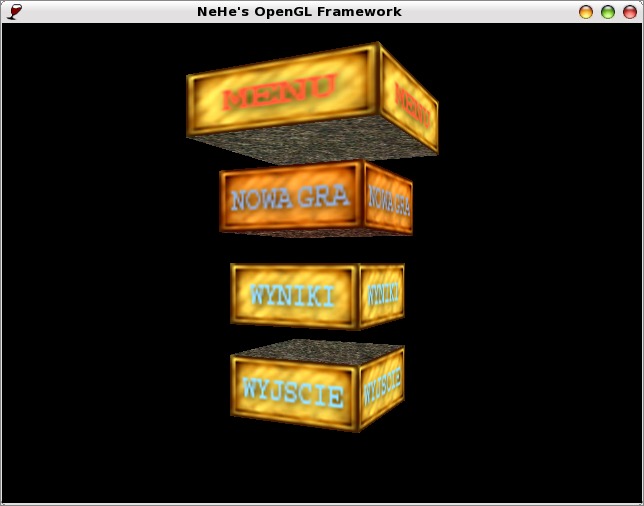 NeHe's OpenGL Framework
MENU MENU
NOWA GRA NOWA GRA
WYNIKI WYNIKI
WYJSCIE WYJSCIE